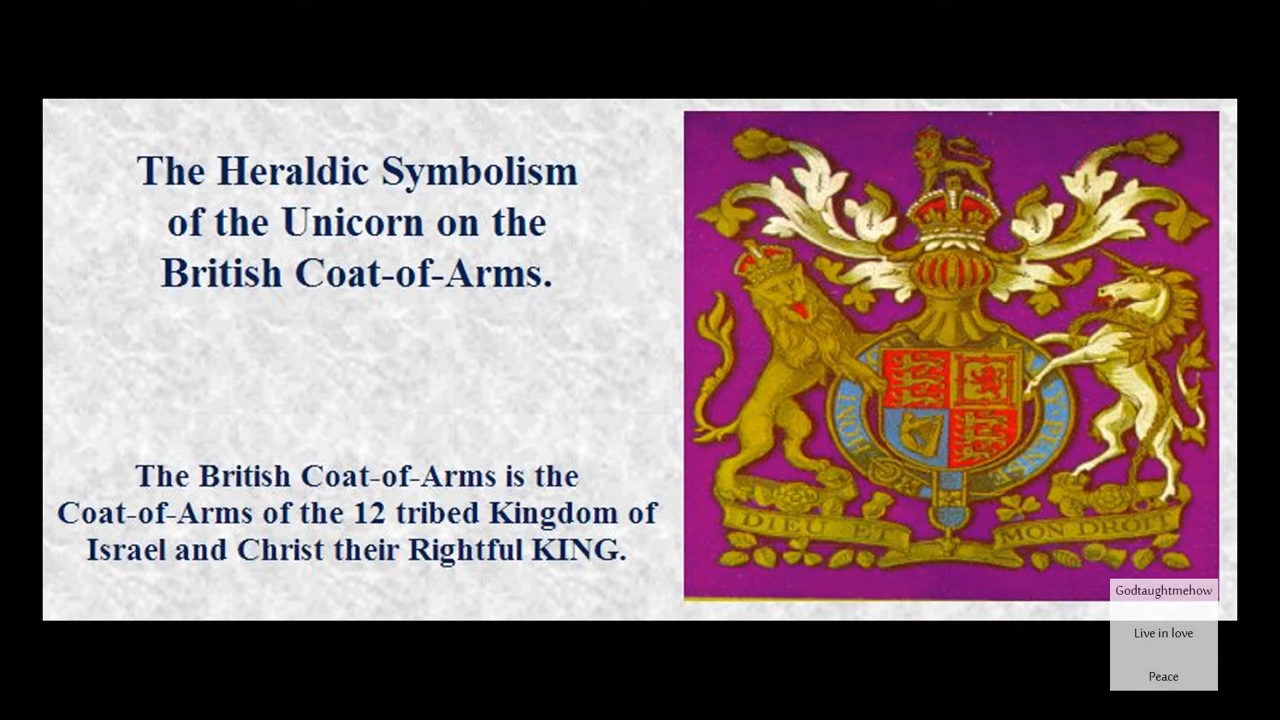 The Heraldic Symbolism
of the Unicorn on the
British Coat-of-Arms.
The British Coat-of-Arms is the
Coat-of-Arms of the 12 tribed Kingdom of
Israel and Christ their Rightful KING.
HONI
Y PENSE
DIEU ET
MON DROIT
Godtaughtmehow
Live in love
Peace